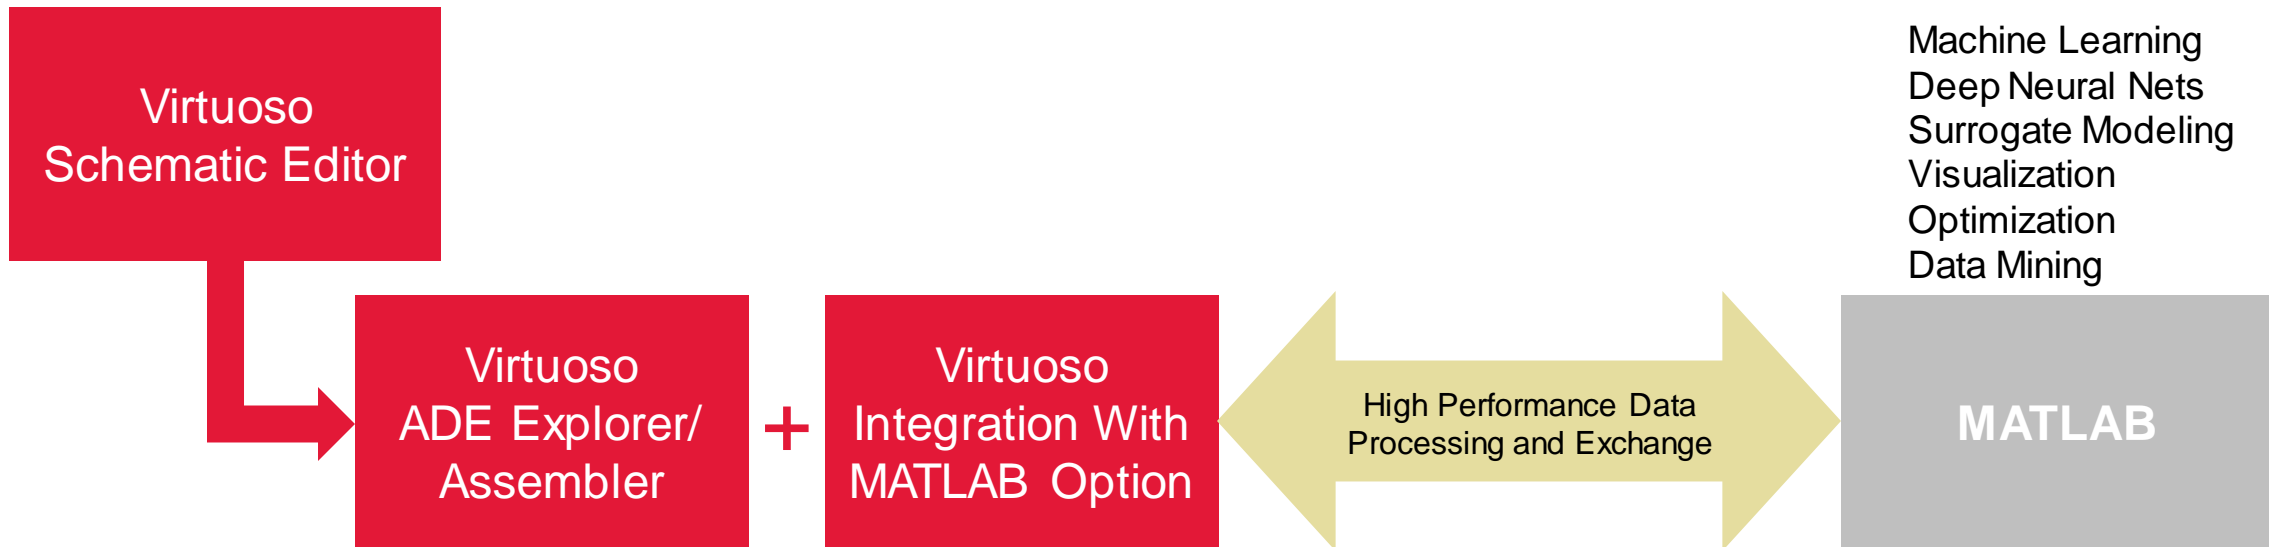 Virtuoso
Schematic Editor
Machine Learning
Deep Neural Nets
Surrogate Modeling
Visualization
Optimization
Data Mining
Virtuoso
ADE Explorer/
Assembler
+
Virtuoso
Integration With
MATLAB Option
High Performance Data
Processing and Exchange
MATLAB